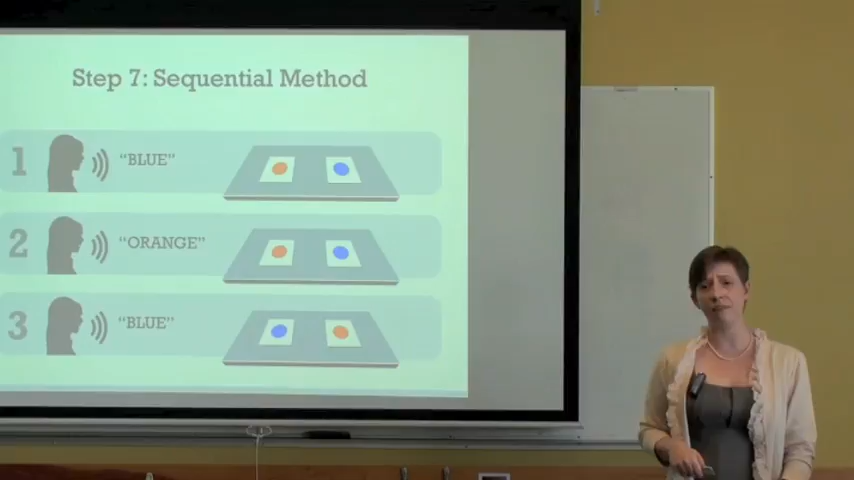 Step 7: Sequential Method
1 “BLUE”
2 “ORANGE”
3 “BLUE”